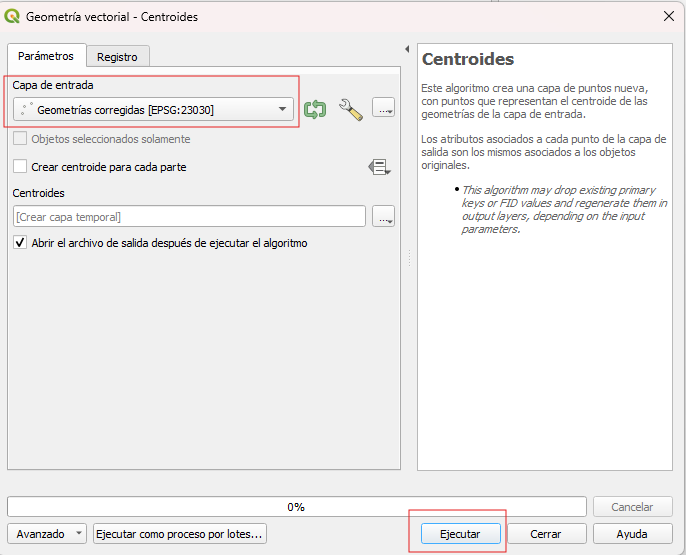 Geometría vectorial - Centroides
Parámetros
Registro
Capa de entrada
Geometrías corregidas [EPSG:23030]
...
Objetos seleccionados solamente
Crear centroide para cada parte
Centroides
[Crear capa temporal]
...
Abrir el archivo de salida después de ejecutar el algoritmo
Centroides
Este algoritmo crea una capa de puntos nueva,
con puntos que representan el centroide de las
geometrías de la capa de entrada.
Los atributos asociados a cada punto de la capa de
salida son los mismos asociados a los objetos
originales.
• This algorithm may drop existing primary
keys or FID values and regenerate them in
output layers, depending on the input
parameters.
0%
Cancelar
Avanzado
Ejecutar como proceso por lotes...
Ejecutar
Cerrar
Ayuda